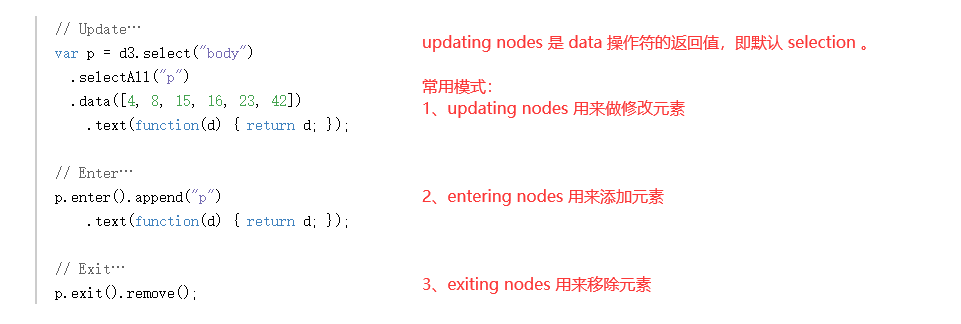 // Update…
var p = d3.select("body")
updating nodes 是 data 操作符的返回值，即默认 selection 。
.selectAll("p")
常用模式：
.data([4, 8, 15, 16, 23, 42])
1、updating nodes 用来做修改元素
.text(function(d) { return d; });
// Enter…
p.enter().append("p")
2、entering nodes 用来添加元素
.text(function(d) { return d; });
// Exit…
p.exit().remove();
3、exiting nodes 用来移除元素